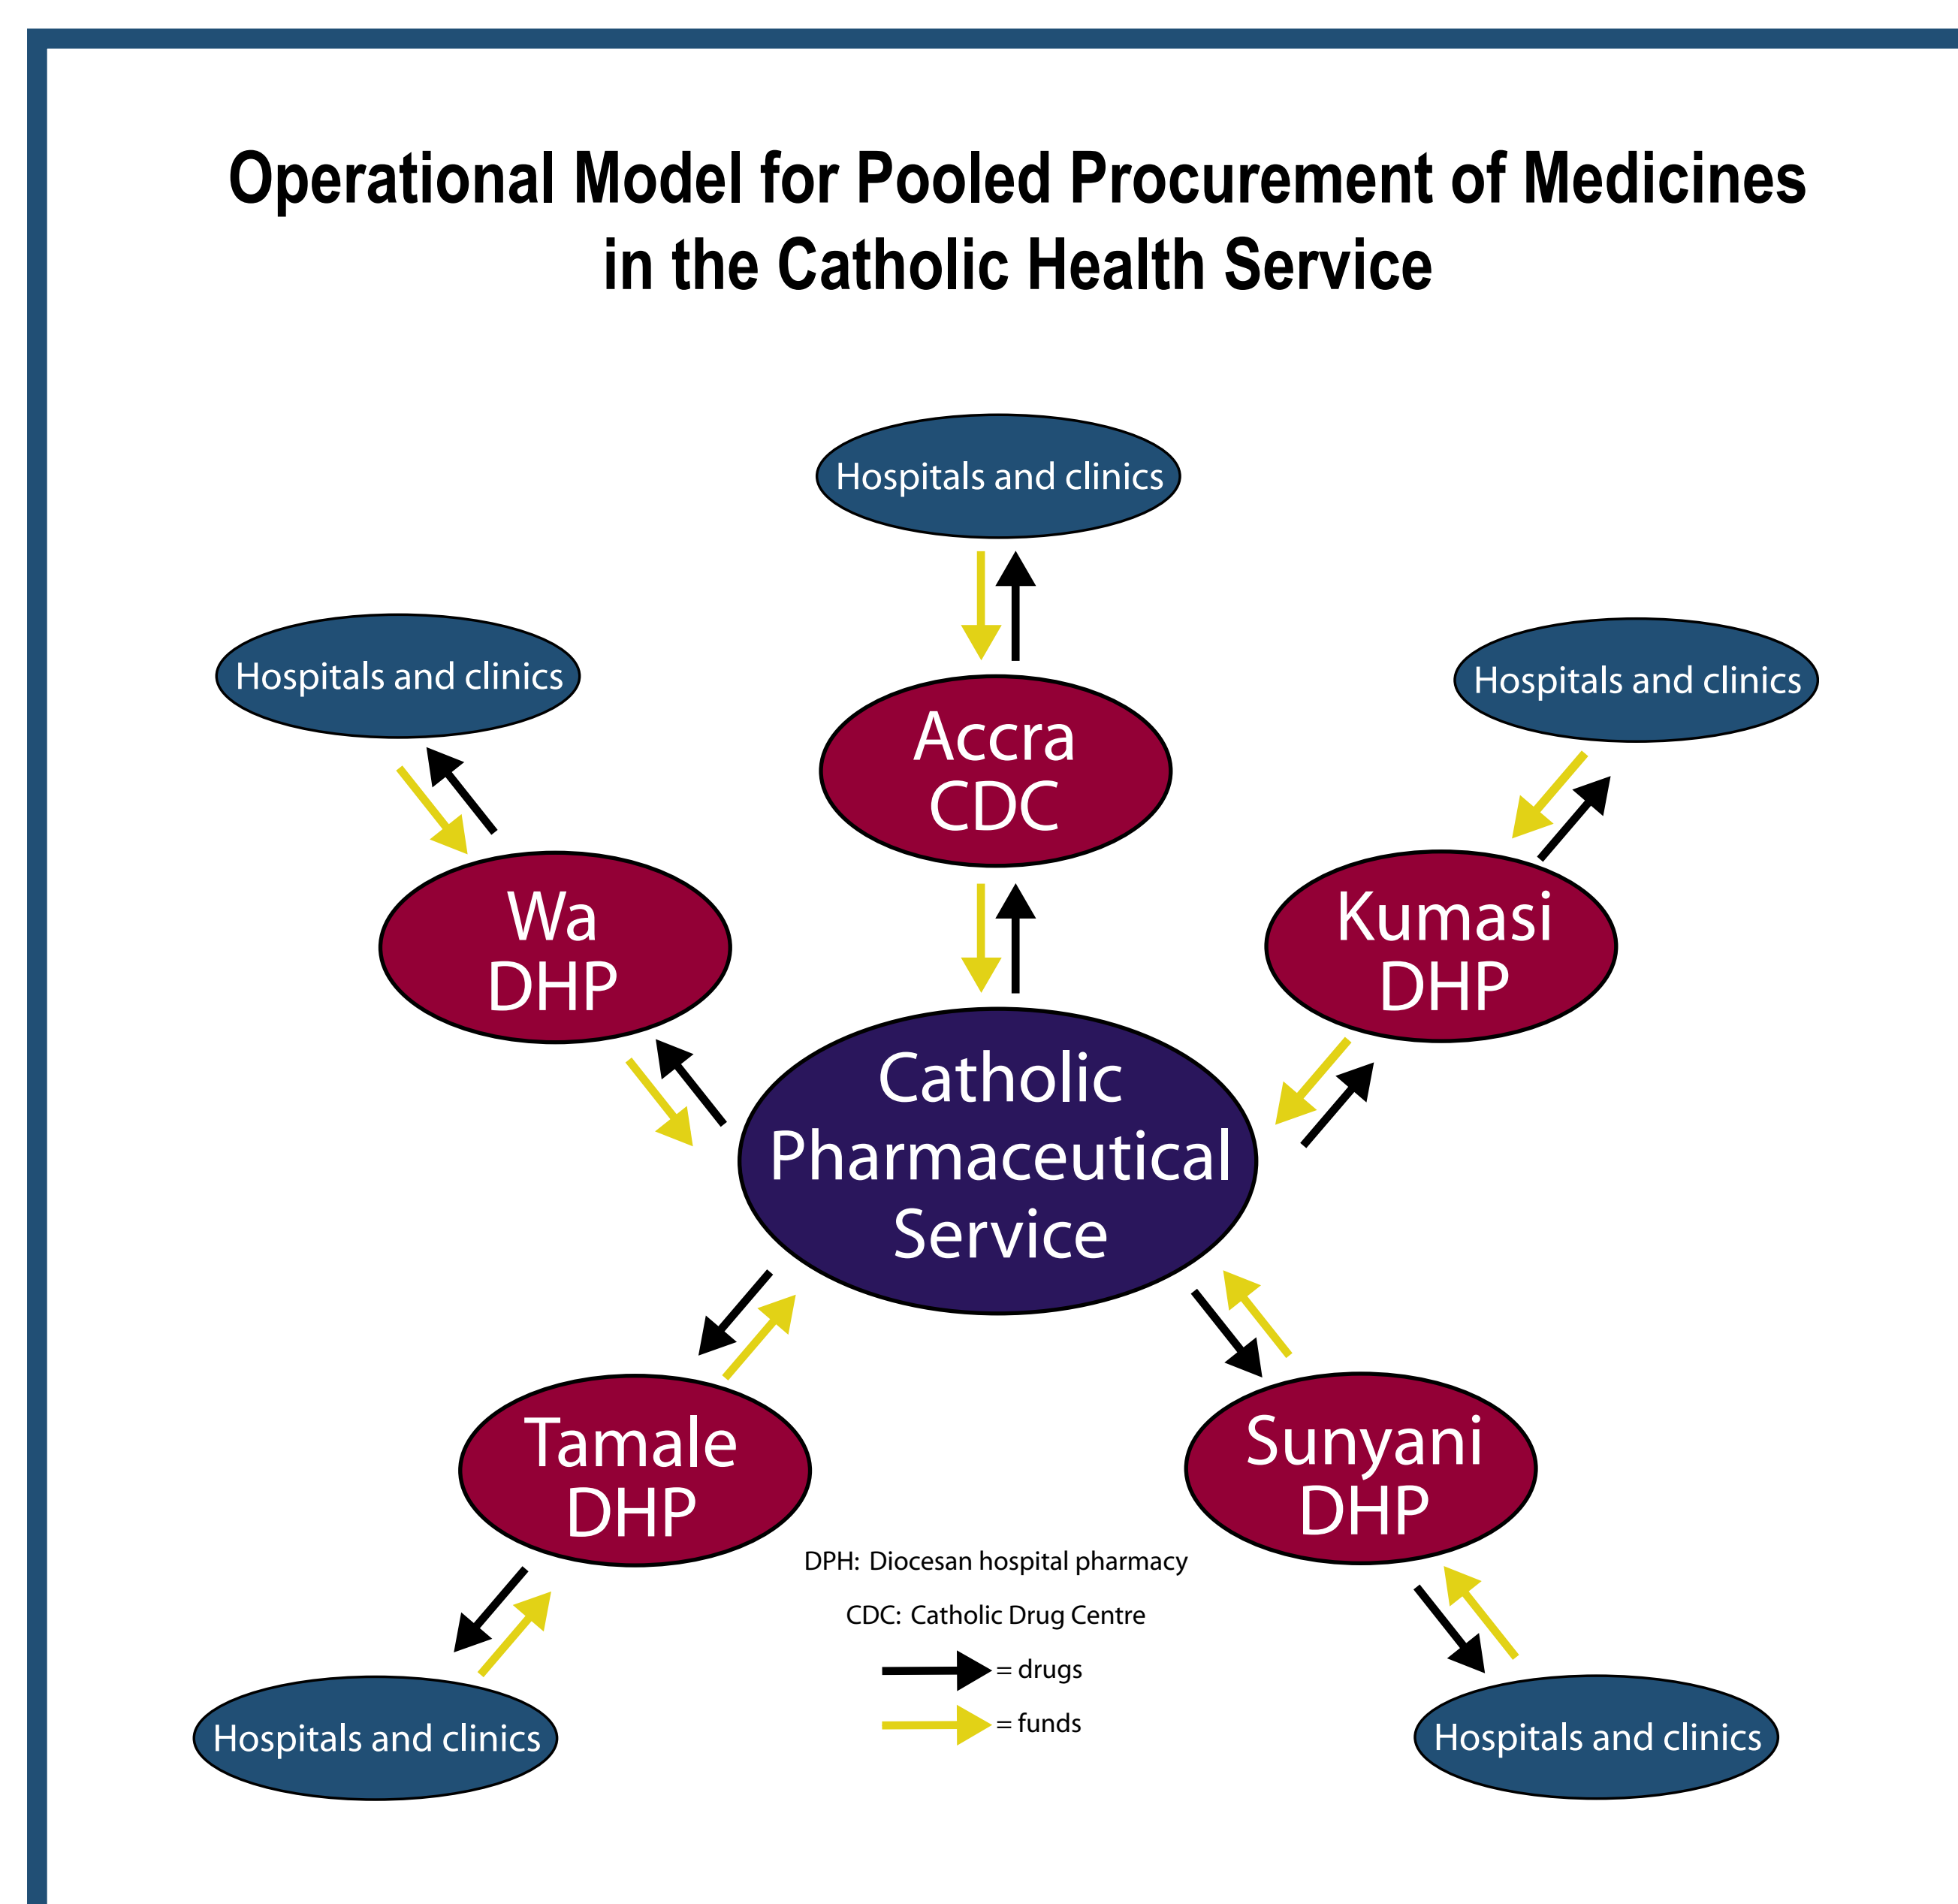 Operational Model for Pooled Procurement of Medicines
in the Catholic Health Service
Hospitals and clinics
Hospitals and clinics
Hospitals and clinics
Accra
CDC
Wa
DHP
Kumasi
DHP
Catholic
Pharmaceutical
Service
Tamale
DHP
Sunyani
DHP
DPH: Diocesan hospital pharmacy
CDC: Catholic Drug Centre
= drugs
= funds
Hospitals and clinics
Hospitals and clinics